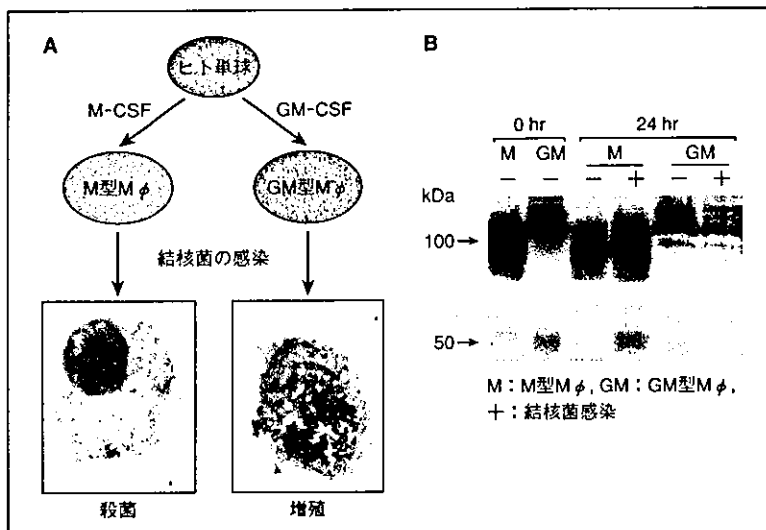 A
ヒト単球
M-CSF
GM-CSF
M型Mφ
GM型Mφ
結核菌の感染
殺菌
増殖
B
0 hr
24 hr
M GM M GM
− − − + − +
kDa
100→
50→
M：M型Mφ, GM：GM型Mφ,
＋：結核菌感染